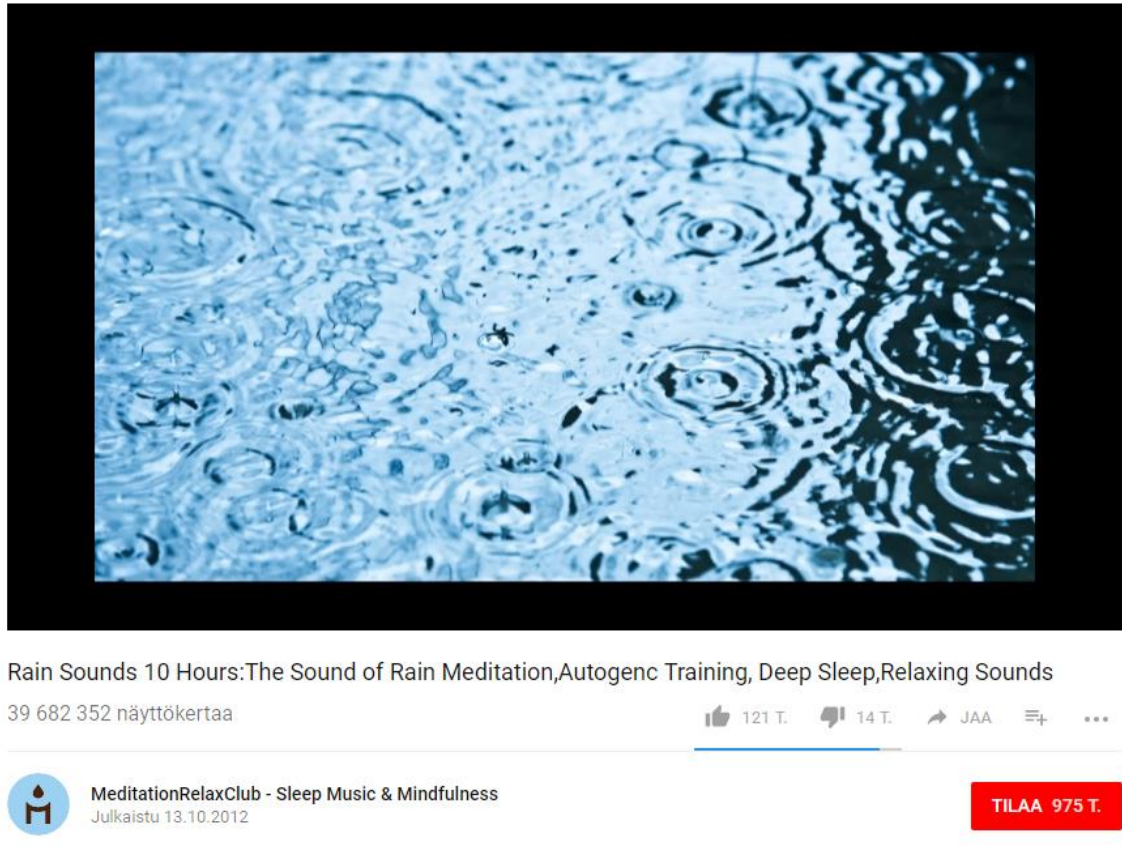 Rain Sounds 10 Hours:The Sound of Rain Meditation,Autogenc Training, Deep Sleep,Relaxing Sounds
39 682 352 näyttökertaa
121 T. 14 T. JAA
MeditationRelaxClub - Sleep Music & Mindfulness
Julkaistu 13.10.2012
TILAA 975 T.